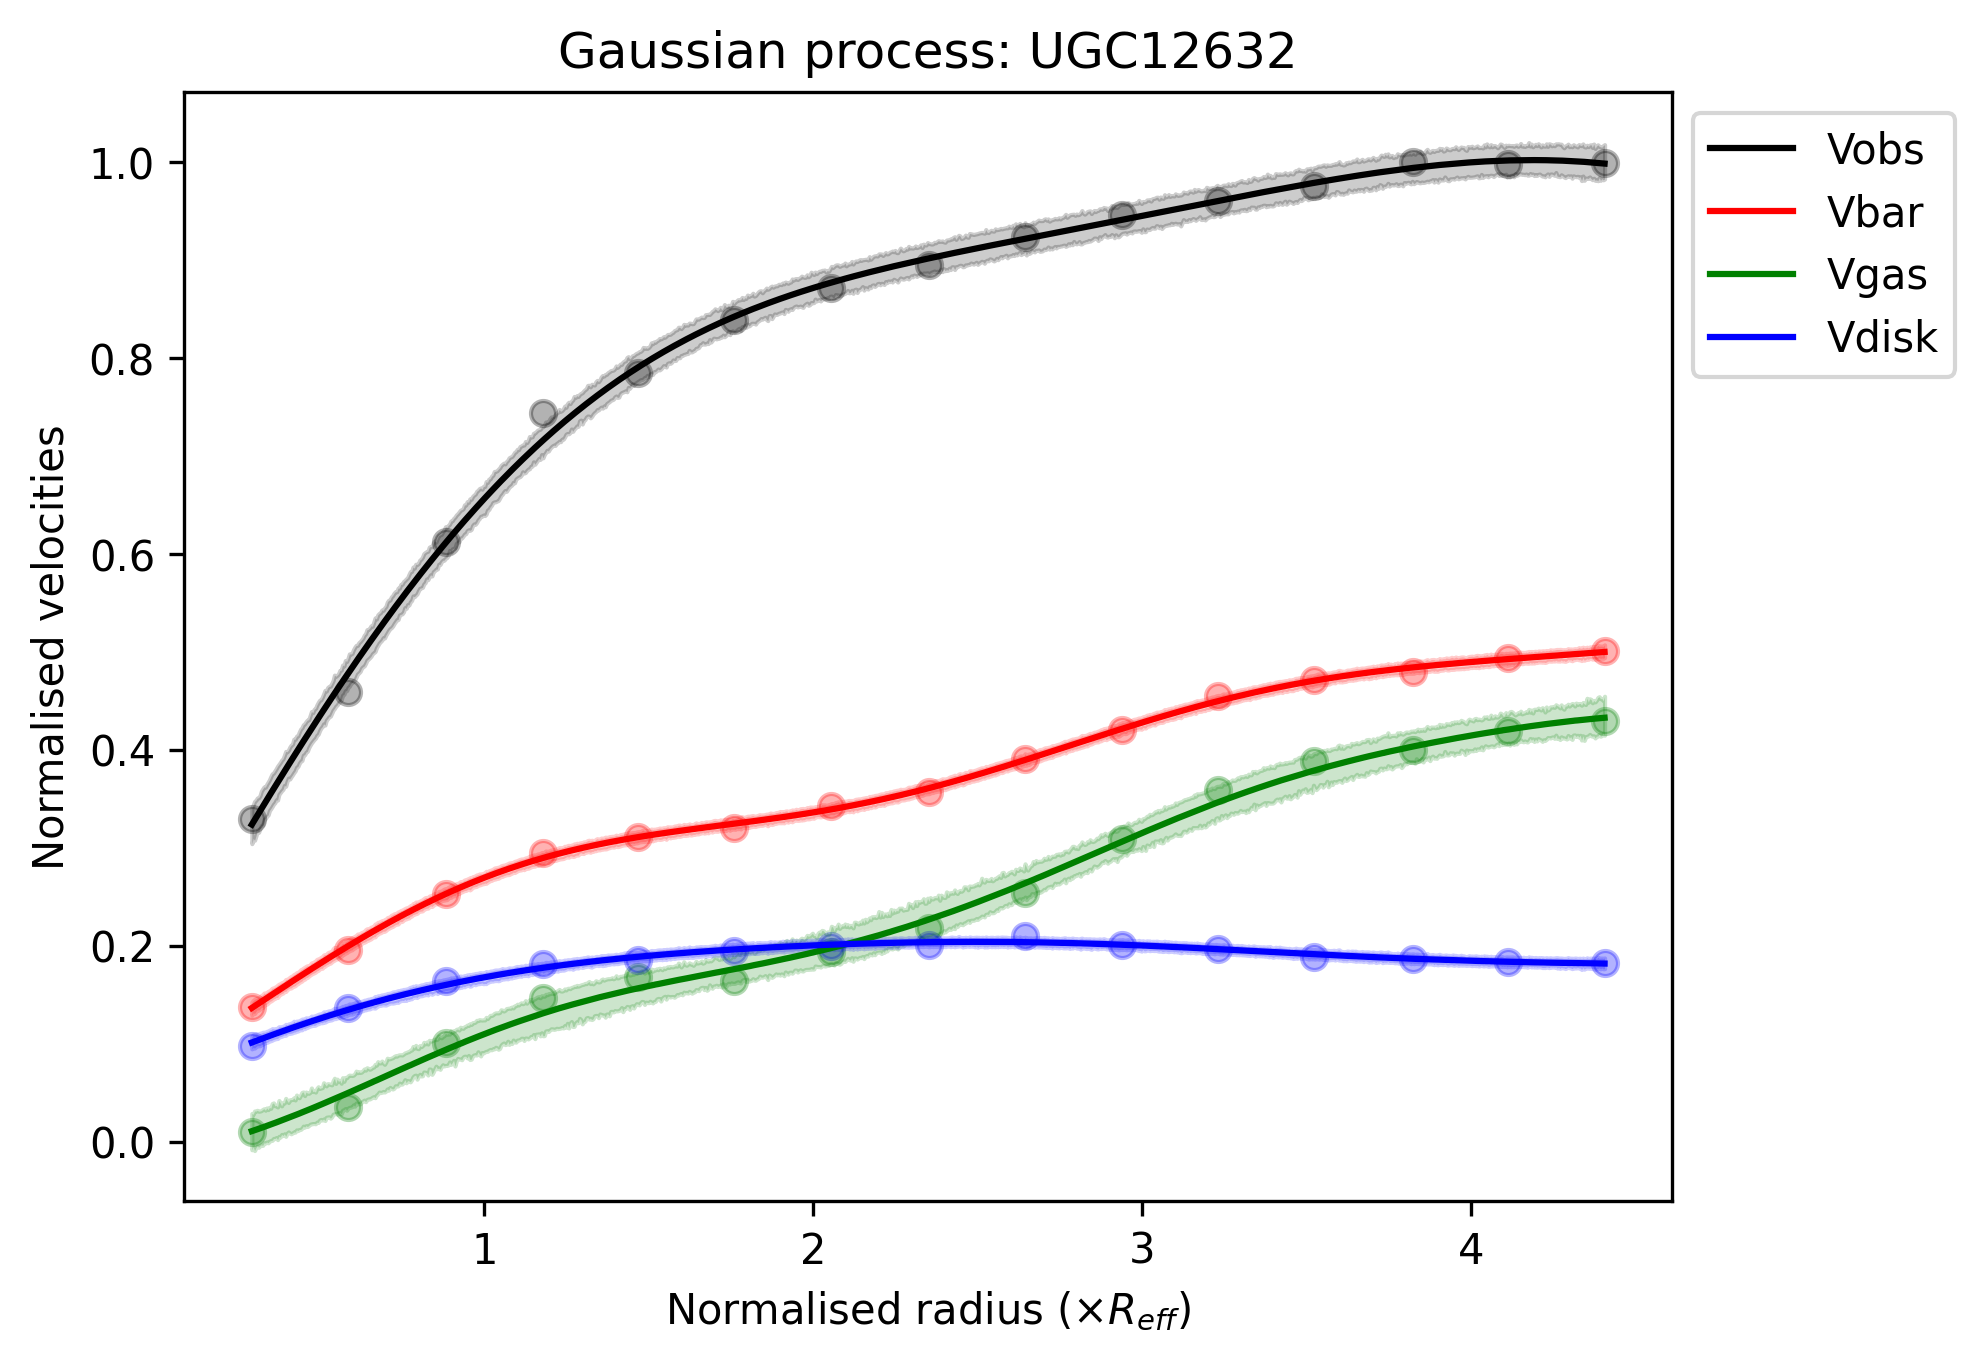 Gaussian process: UGC12632
Vobs
Vbar
Vgas
Vdisk
Normalised velocities
1.0
0.8
0.6
0.4
0.2
0.0
1 2 3 4
Normalised radius (×R_eff)